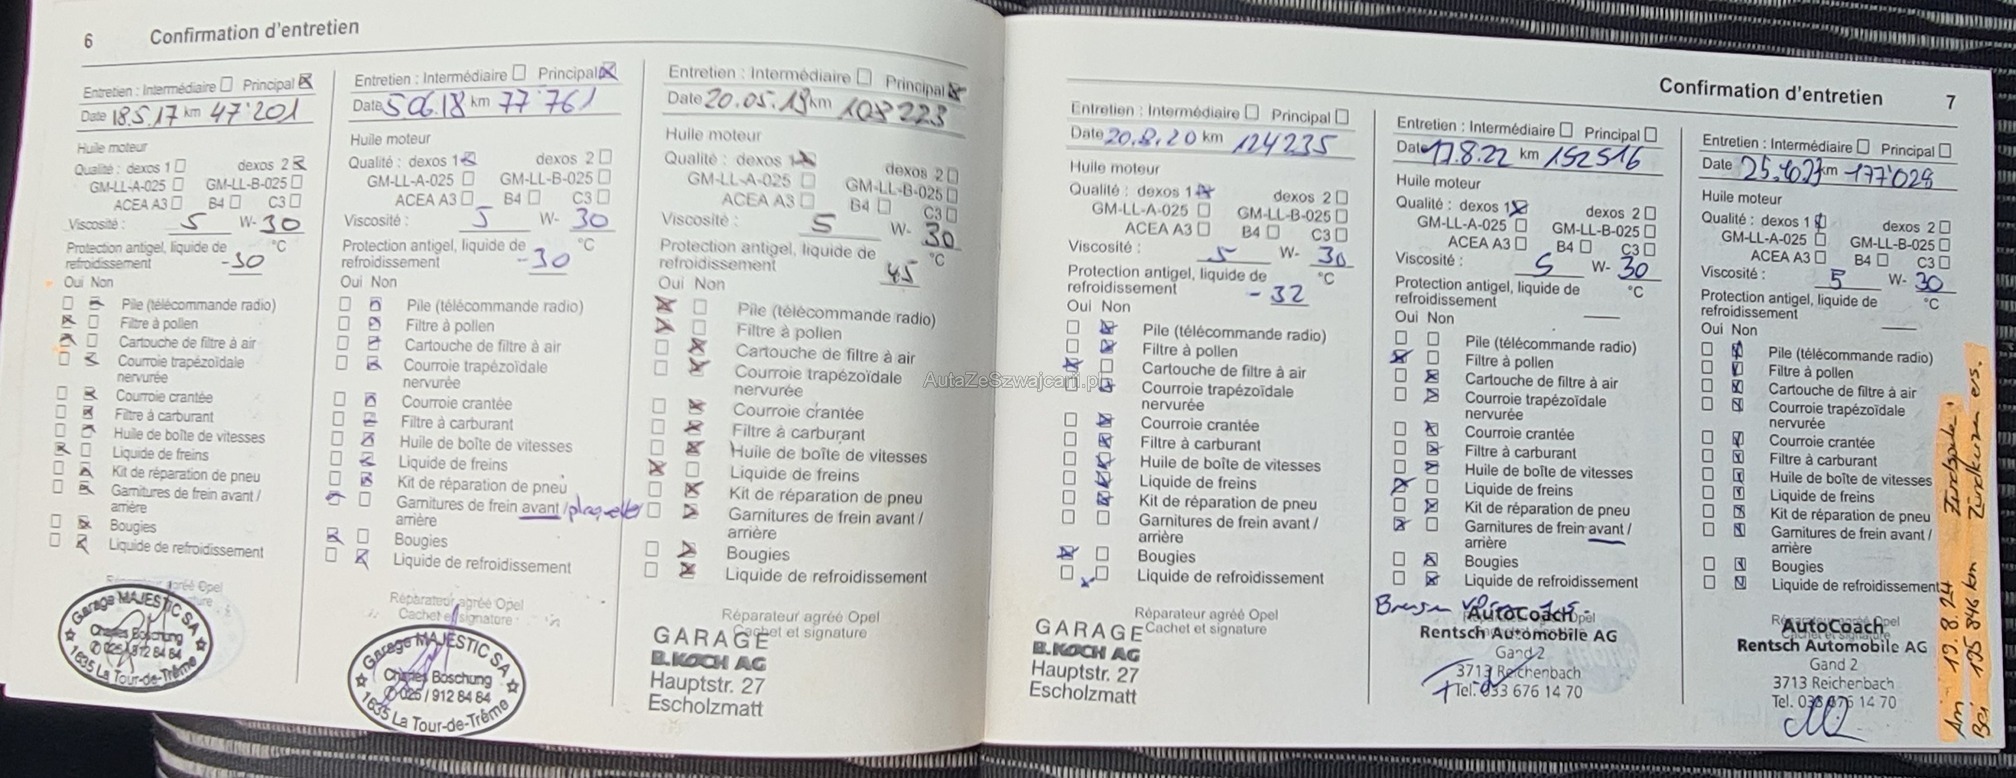 6 Confirmation d'entretien
Entretien : Intermédiaire Principal
Date 18.5.17 km 47'201
Huile moteur
Qualité : dexos 1 dexos 2
GM-LL-A-025 GM-LL-B-025
ACEA A3 B4 C3
Viscosité : 5 W- 30
Protection antigel, liquide de °C
refroidissement -30
Oui Non
Pile (télécommande radio)
Filtre à pollen
Cartouche de filtre à air
Courroie trapézoïdale
nervurée
Courroie crantée
Filtre à carburant
Huile de boîte de vitesses
Liquide de freins
Kit de réparation de pneu
Garnitures de frein avant /
arrière
Bougies
Liquide de refroidissement
Garage MAJESTIC SA
Charles Boschung
025/912 84 84
1635 La Tour-de-Trême
Entretien : Intermédiaire Principal
Date 5 06.18 km 77'761
Huile moteur
Qualité : dexos 1 dexos 2
GM-LL-A-025 GM-LL-B-025
ACEA A3 B4 C3
Viscosité : 5 W- 30
Protection antigel, liquide de °C
refroidissement -30
Oui Non
Pile (télécommande radio)
Filtre à pollen
Cartouche de filtre à air
Courroie trapézoïdale
nervurée
Courroie crantée
Filtre à carburant
Huile de boîte de vitesses
Liquide de freins
Kit de réparation de pneu
Garnitures de frein avant /
arrière
Bougies
Liquide de refroidissement
Réparateur agréé Opel
Cachet et signature
Garage MAJESTIC SA
Charles Boschung
025 / 912 84 84
1635 La Tour-de-Trême
Entretien : Intermédiaire Principal
Date 20.05.19 km
Huile moteur
Qualité : dexos 1 dexos 2
GM-LL-A-025 GM-LL-B-025
ACEA A3 B4 C3
Viscosité : 5 W- 30
Protection antigel, liquide de °C
refroidissement 45
Oui Non
Pile (télécommande radio)
Filtre à pollen
Cartouche de filtre à air
Courroie trapézoïdale
nervurée
Courroie crantée
Filtre à carburant
Huile de boîte de vitesses
Liquide de freins
Kit de réparation de pneu
Garnitures de frein avant /
arrière
Bougies
Liquide de refroidissement
Réparateur agréé Opel
Cachet et signature
GARAGE
B.KOCH AG
Hauptstr. 27
Escholzmatt
AutaZeSzwajcarii.pl
Confirmation d'entretien 7
Entretien : Intermédiaire Principal
Date 20.8.20 km 124235
Huile moteur
Qualité : dexos 1 dexos 2
GM-LL-A-025 GM-LL-B-025
ACEA A3 B4 C3
Viscosité : 5 W- 30
Protection antigel, liquide de °C
refroidissement -32
Oui Non
Pile (télécommande radio)
Filtre à pollen
Cartouche de filtre à air
Courroie trapézoïdale
nervurée
Courroie crantée
Filtre à carburant
Huile de boîte de vitesses
Liquide de freins
Kit de réparation de pneu
Garnitures de frein avant /
arrière
Bougies
Liquide de refroidissement
Réparateur agréé Opel
Cachet et signature
GARAGE
B.KOCH AG
Hauptstr. 27
Escholzmatt
Entretien : Intermédiaire Principal
Date 17.8.22 km 152516
Huile moteur
Qualité : dexos 1 dexos 2
GM-LL-A-025 GM-LL-B-025
ACEA A3 B4 C3
Viscosité : 5 W- 30
Protection antigel, liquide de °C
refroidissement
Oui Non
Pile (télécommande radio)
Filtre à pollen
Cartouche de filtre à air
Courroie trapézoïdale
nervurée
Courroie crantée
Filtre à carburant
Huile de boîte de vitesses
Liquide de freins
Kit de réparation de pneu
Garnitures de frein avant /
arrière
Bougies
Liquide de refroidissement
AutoCoach
Rentsch Automobile AG
Gand 2
3713 Reichenbach
Tel. 033 676 14 70
Entretien : Intermédiaire Principal
Date km 177'029
Huile moteur
Qualité : dexos 1 dexos 2
GM-LL-A-025 GM-LL-B-025
ACEA A3 B4 C3
Viscosité : 5 W- 30
Protection antigel, liquide de °C
refroidissement
Oui Non
Pile (télécommande radio)
Filtre à pollen
Cartouche de filtre à air
Courroie trapézoïdale
nervurée
Courroie crantée
Filtre à carburant
Huile de boîte de vitesses
Liquide de freins
Kit de réparation de pneu
Garnitures de frein avant /
arrière
Bougies
Liquide de refroidissement
AutoCoach
Rentsch Automobile AG
Gand 2
3713 Reichenbach
Tel. 033 676 14 70
Am 19.8.24 Zündspule,
Bei 195 846 km Zündkerzen ers.